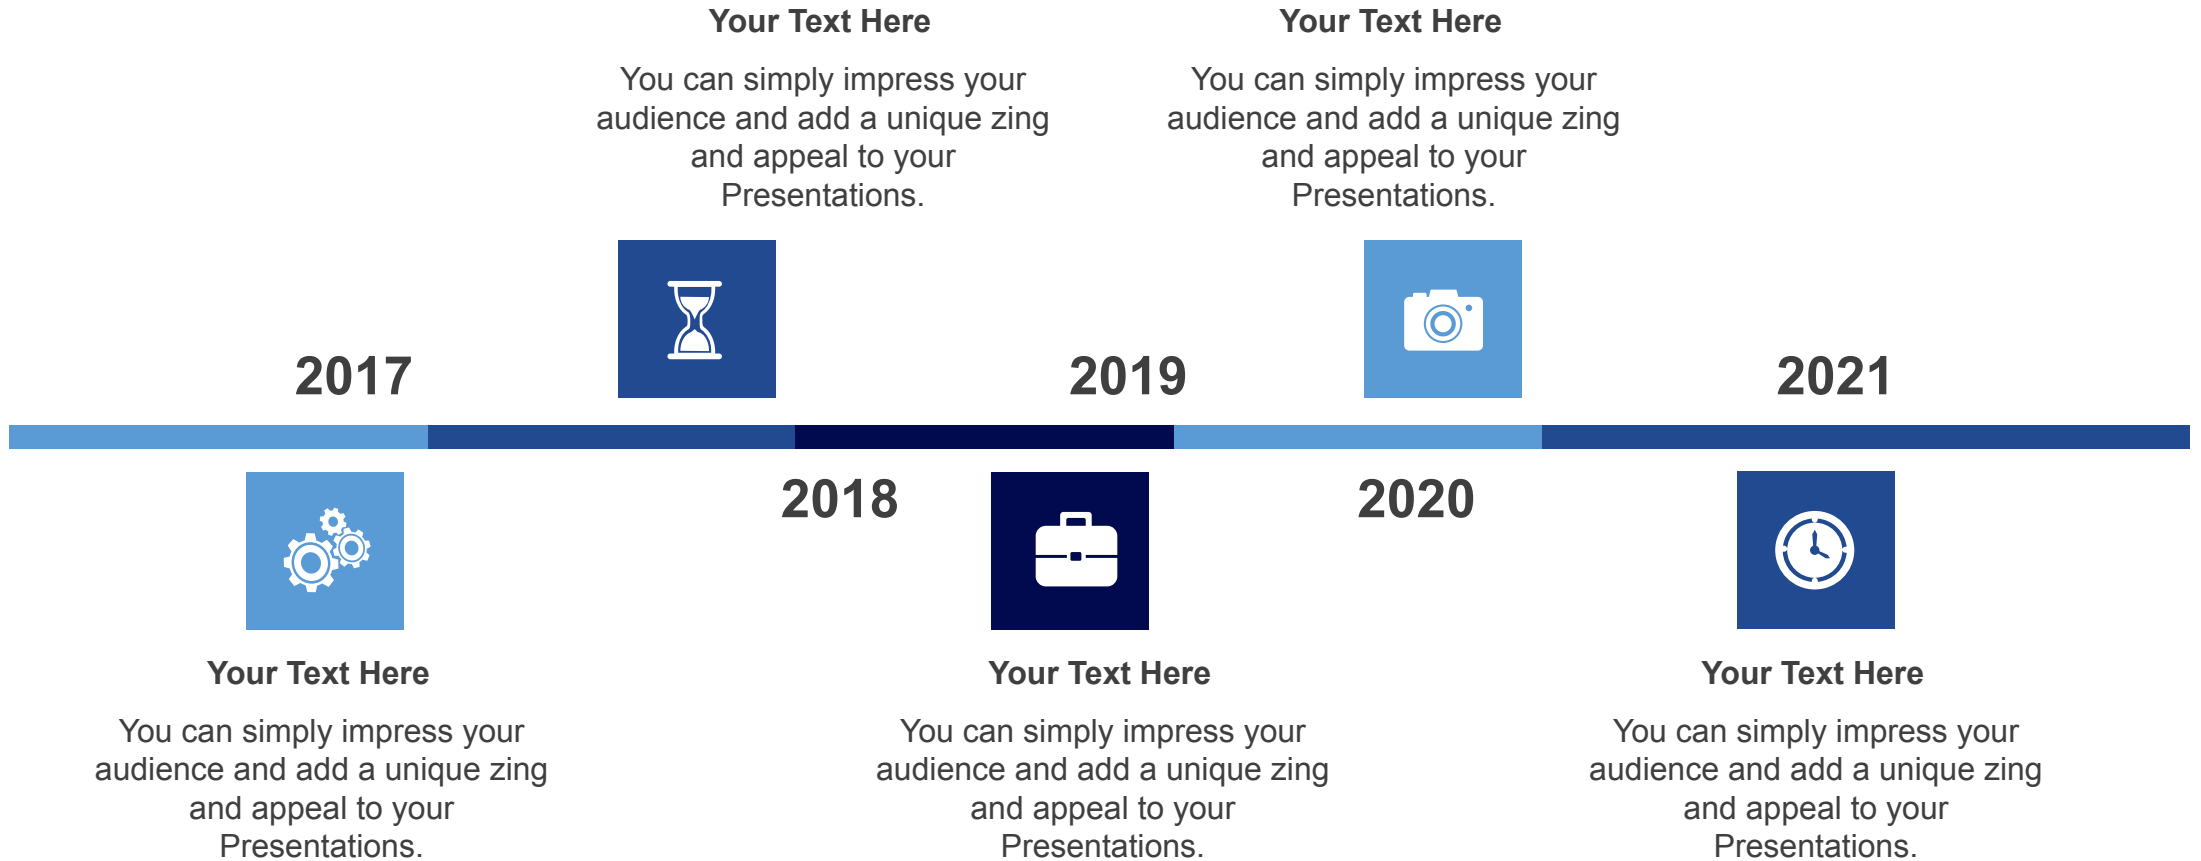 Your Text Here
You can simply impress your
audience and add a unique zing
and appeal to your
Presentations.
Your Text Here
You can simply impress your
audience and add a unique zing
and appeal to your
Presentations.
2017
2019
2021
2018
2020
Your Text Here
You can simply impress your
audience and add a unique zing
and appeal to your
Presentations.
Your Text Here
You can simply impress your
audience and add a unique zing
and appeal to your
Presentations.
Your Text Here
You can simply impress your
audience and add a unique zing
and appeal to your
Presentations.